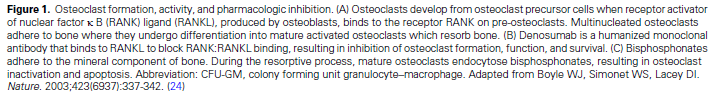 Figure 1. Osteoclast formation, activity, and pharmacologic inhibition. (A) Osteoclasts develop from osteoclast precursor cells when receptor activator
of nuclear factor κ B (RANK) ligand (RANKL), produced by osteoblasts, binds to the receptor RANK on pre-osteoclasts. Multinucleated osteoclasts
adhere to bone where they undergo differentiation into mature activated osteoclasts which resorb bone. (B) Denosumab is a humanized monoclonal
antibody that binds to RANKL to block RANK:RANKL binding, resulting in inhibition of osteoclast formation, function, and survival. (C) Bisphosphonates
adhere to the mineral component of bone. During the resorptive process, mature osteoclasts endocytose bisphosphonates, resulting in osteoclast
inactivation and apoptosis. Abbreviation: CFU-GM, colony forming unit granulocyte–macrophage. Adapted from Boyle WJ, Simonet WS, Lacey DI.
Nature. 2003;423(6937):337-342. (24)